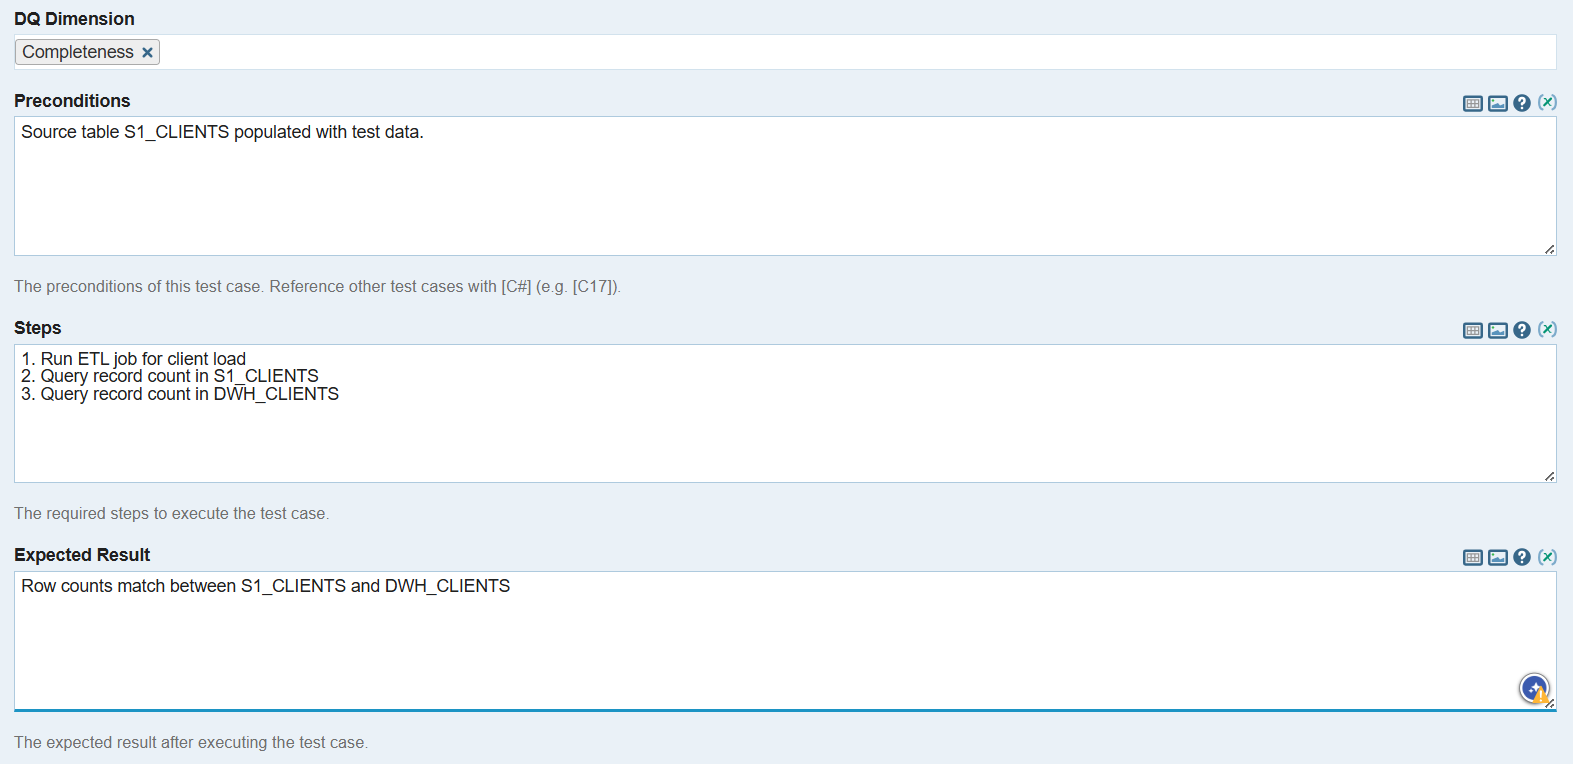 DQ Dimension
Completeness
Preconditions
Source table S1_CLIENTS populated with test data.
The preconditions of this test case. Reference other test cases with [C#] (e.g. [C17]).
Steps
1. Run ETL job for client load
2. Query record count in S1_CLIENTS
3. Query record count in DWH_CLIENTS
The required steps to execute the test case.
Expected Result
Row counts match between S1_CLIENTS and DWH_CLIENTS
The expected result after executing the test case.